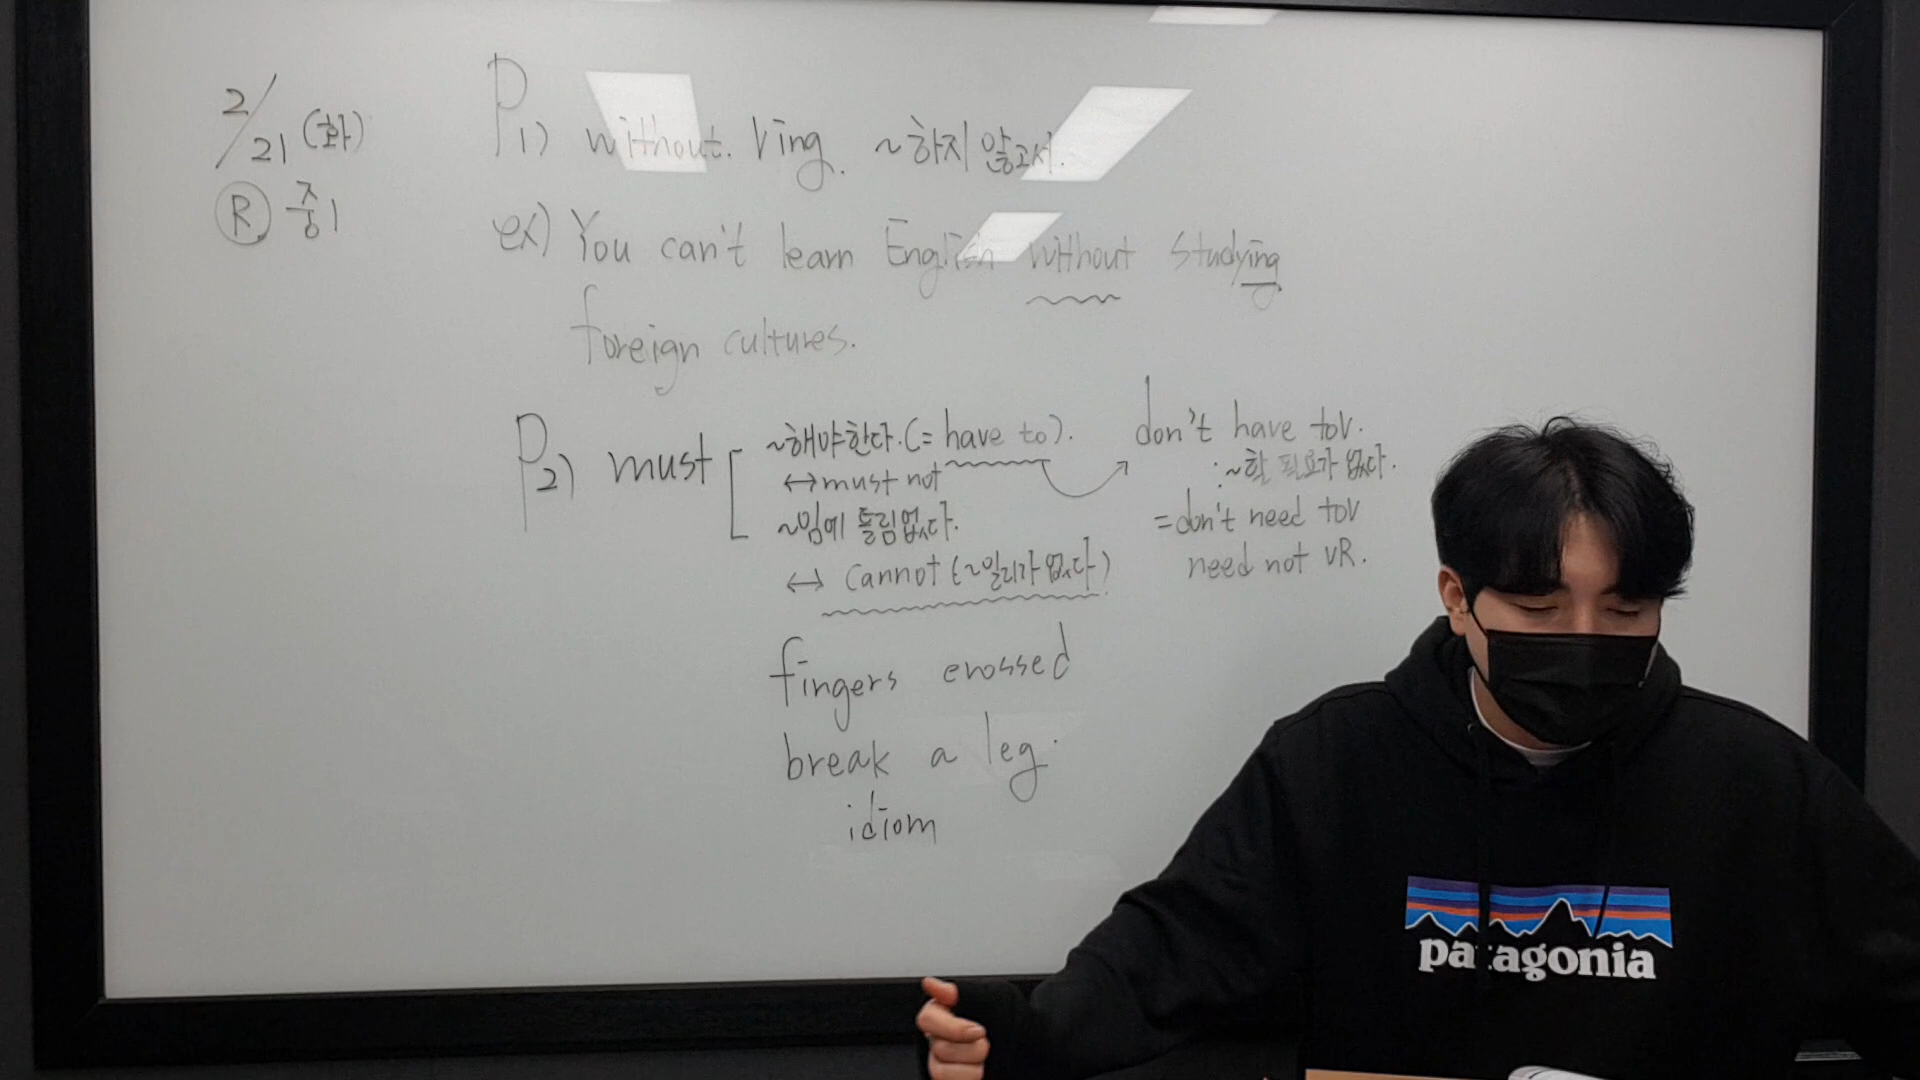 2/21 (화)
Ⓡ 중1
P1) without. Ving. ~하지 않고서.
ex) You can't learn English without studying
foreign cultures.
P2) must
~해야한다. (= have to).
↔ must not
~임에 틀림없다.
↔ cannot (~일리가 없다)
don't have toV.
: ~할 필요가 없다.
= don't need toV
need not VR.
fingers crossed
break a leg.
idiom
patagonia